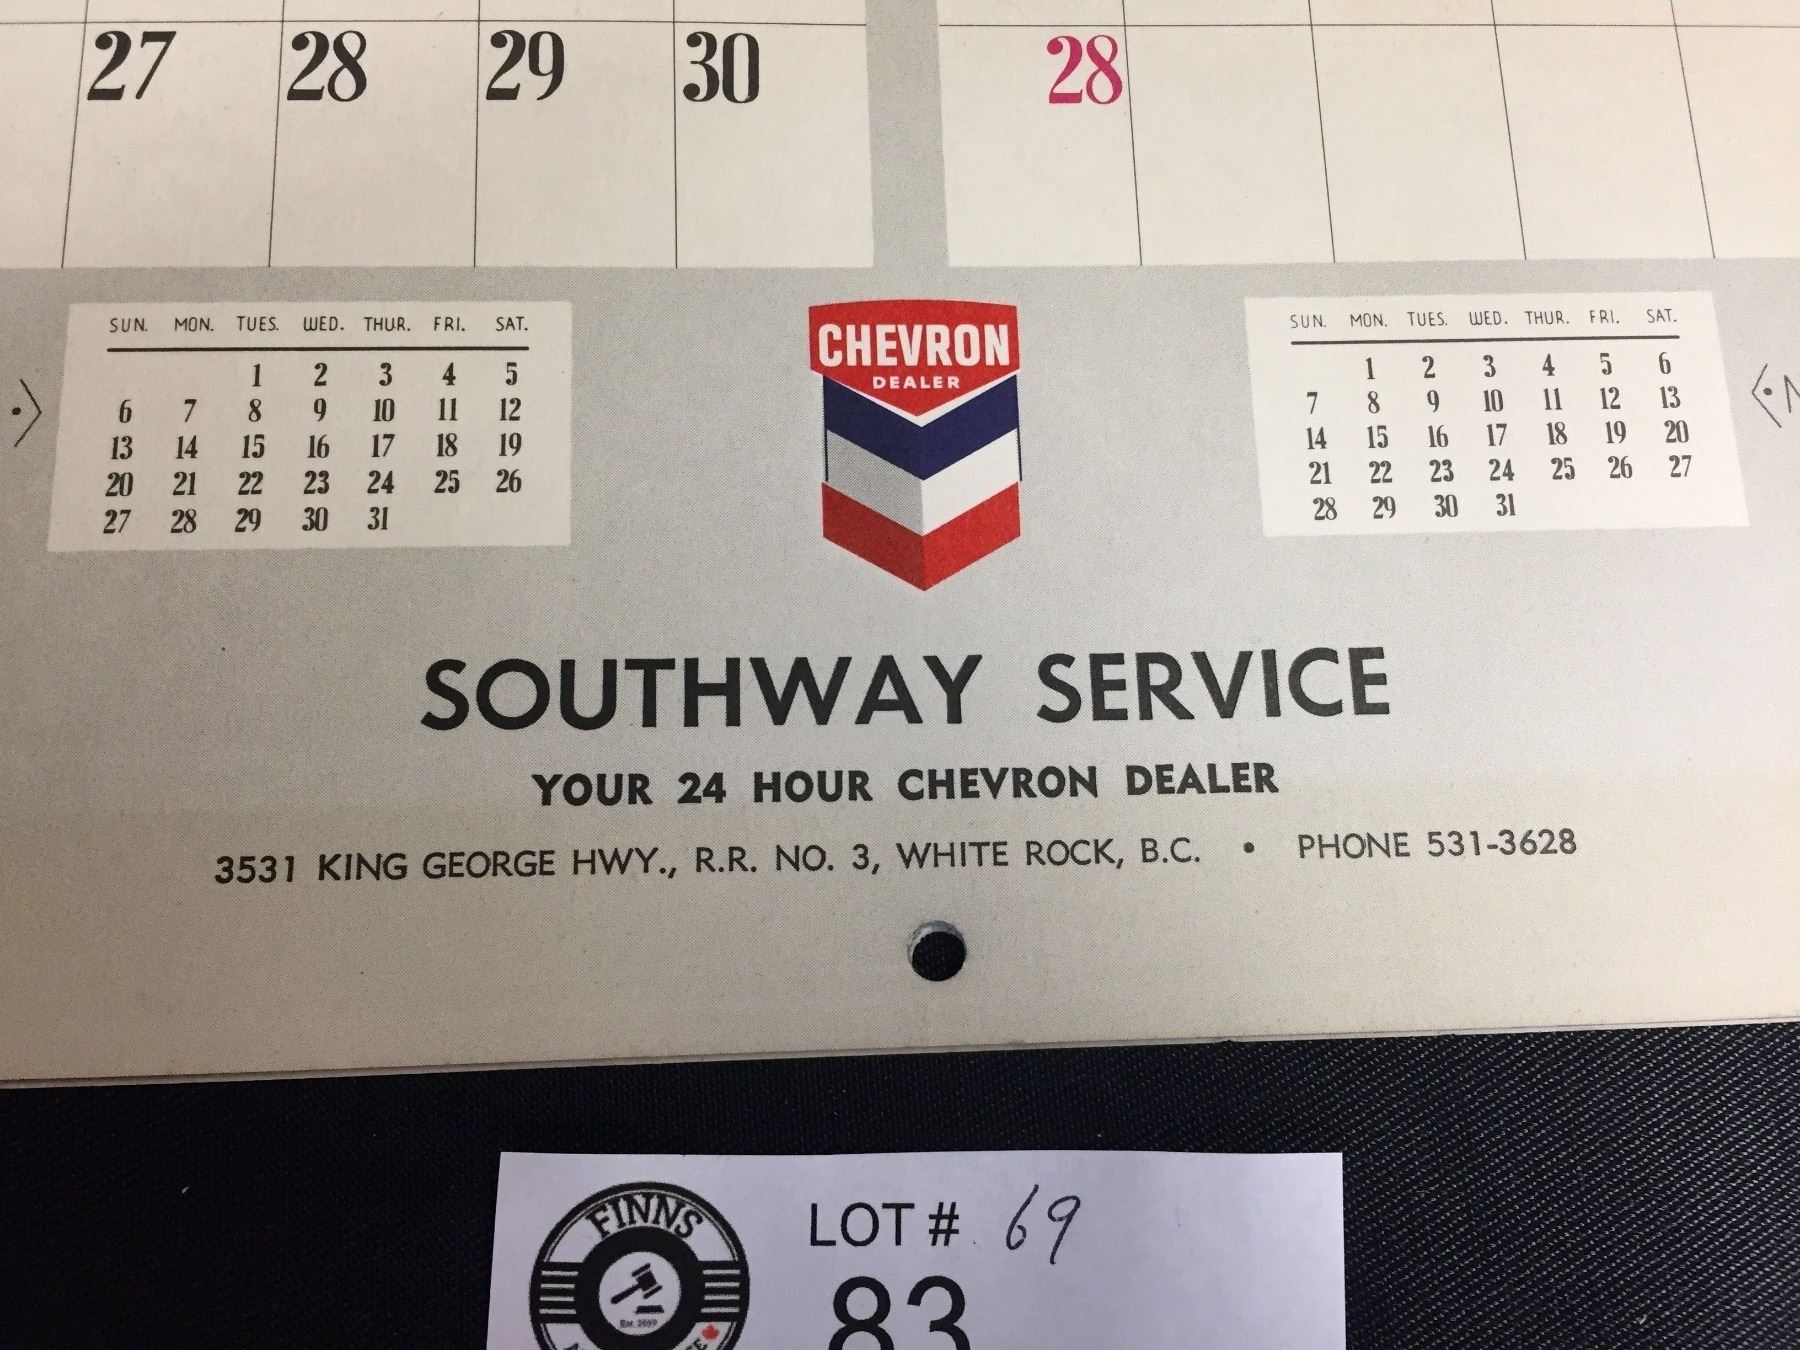 27 28 29 30 28
SUN. MON. TUES. WED. THUR. FRI. SAT.
1 2 3 4 5
6 7 8 9 10 11 12
13 14 15 16 17 18 19
20 21 22 23 24 25 26
27 28 29 30 31
CHEVRON
DEALER
SUN. MON. TUES. WED. THUR. FRI. SAT.
1 2 3 4 5 6
7 8 9 10 11 12 13
14 15 16 17 18 19 20
21 22 23 24 25 26 27
28 29 30 31
SOUTHWAY SERVICE
YOUR 24 HOUR CHEVRON DEALER
3531 KING GEORGE HWY., R.R. NO. 3, WHITE ROCK, B.C. • PHONE 531-3628
FINNS
Est. 2019
LOT # 69
83